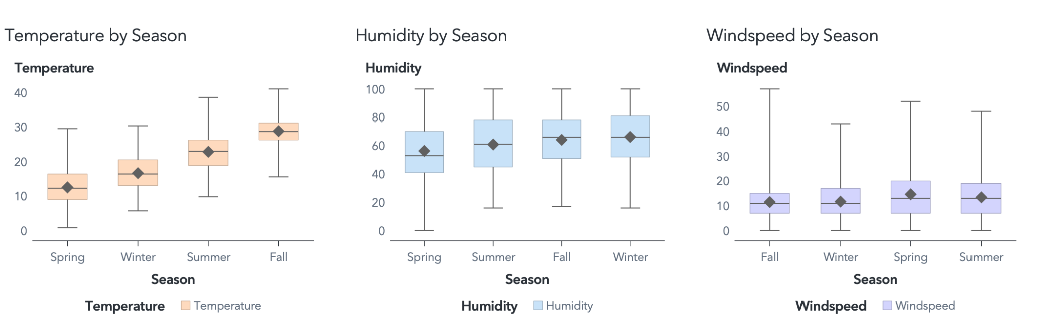 Temperature by Season
Temperature
40
30
20
10
0
Spring Winter Summer Fall
Season
Temperature Temperature
Humidity by Season
Humidity
100
80
60
40
20
0
Spring Summer Fall Winter
Season
Humidity Humidity
Windspeed by Season
Windspeed
50
40
30
20
10
0
Fall Winter Spring Summer
Season
Windspeed Windspeed